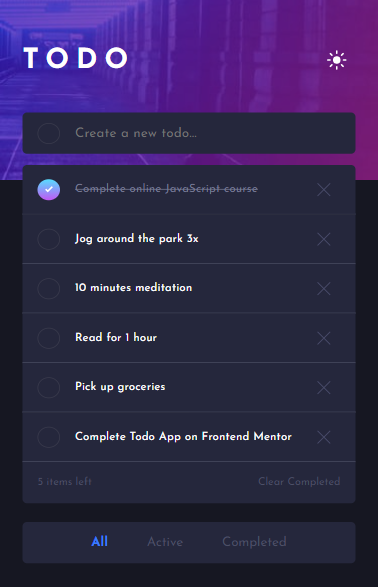 TODO
Create a new todo...
Complete online JavaScript course
Jog around the park 3x
10 minutes meditation
Read for 1 hour
Pick up groceries
Complete Todo App on Frontend Mentor
5 items left Clear Completed
All Active Completed